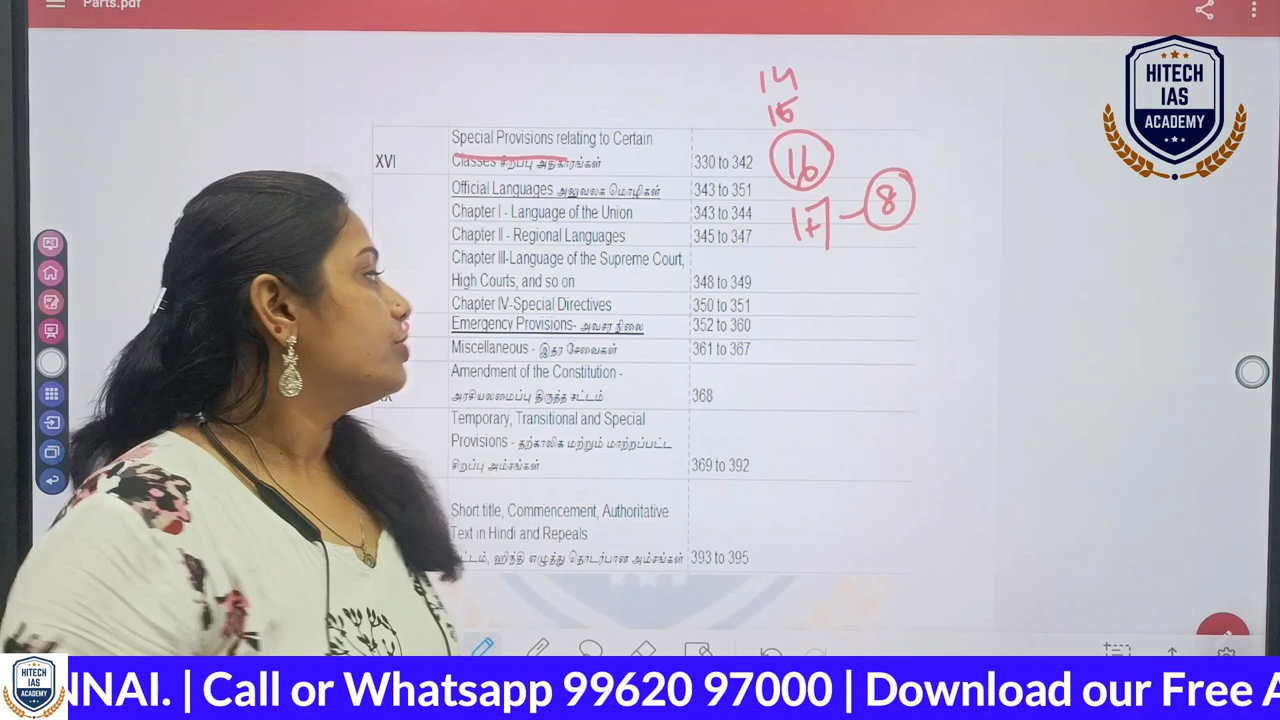 Parts.pdf
HITECH
IAS
ACADEMY
14
15
16
1+7 - 8
Special Provisions relating to Certain
XVI Classes சிறப்பு அதிகாரங்கள் 330 to 342
Official Languages அலுவலக மொழிகள் 343 to 351
Chapter I - Language of the Union 343 to 344
Chapter II - Regional Languages 345 to 347
Chapter III-Language of the Supreme Court,
High Courts, and so on 348 to 349
Chapter IV-Special Directives 350 to 351
Emergency Provisions- அவசர நிலை 352 to 360
Miscellaneous - இதர சேவைகள் 361 to 367
Amendment of the Constitution -
அரசியலமைப்பு திருத்த சட்டம் 368
Temporary, Transitional and Special
Provisions - தற்காலிக மற்றும் மாற்றப்பட்ட
சிறப்பு அம்சங்கள் 369 to 392
Short title, Commencement, Authoritative
Text in Hindi and Repeals
ஹிந்தி எழுத்து தொடர்பான அம்சங்கள் 393 to 395
HITECH
IAS
ACADEMY
NNAI. | Call or Whatsapp 99620 97000 | Download our Free A